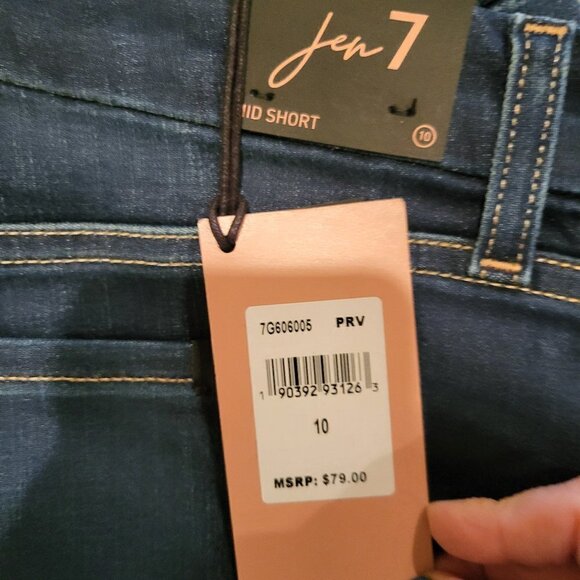 Jen 7
MID SHORT
10
7G606005 PRV
1 90392 93126 3
10
MSRP: $79.00